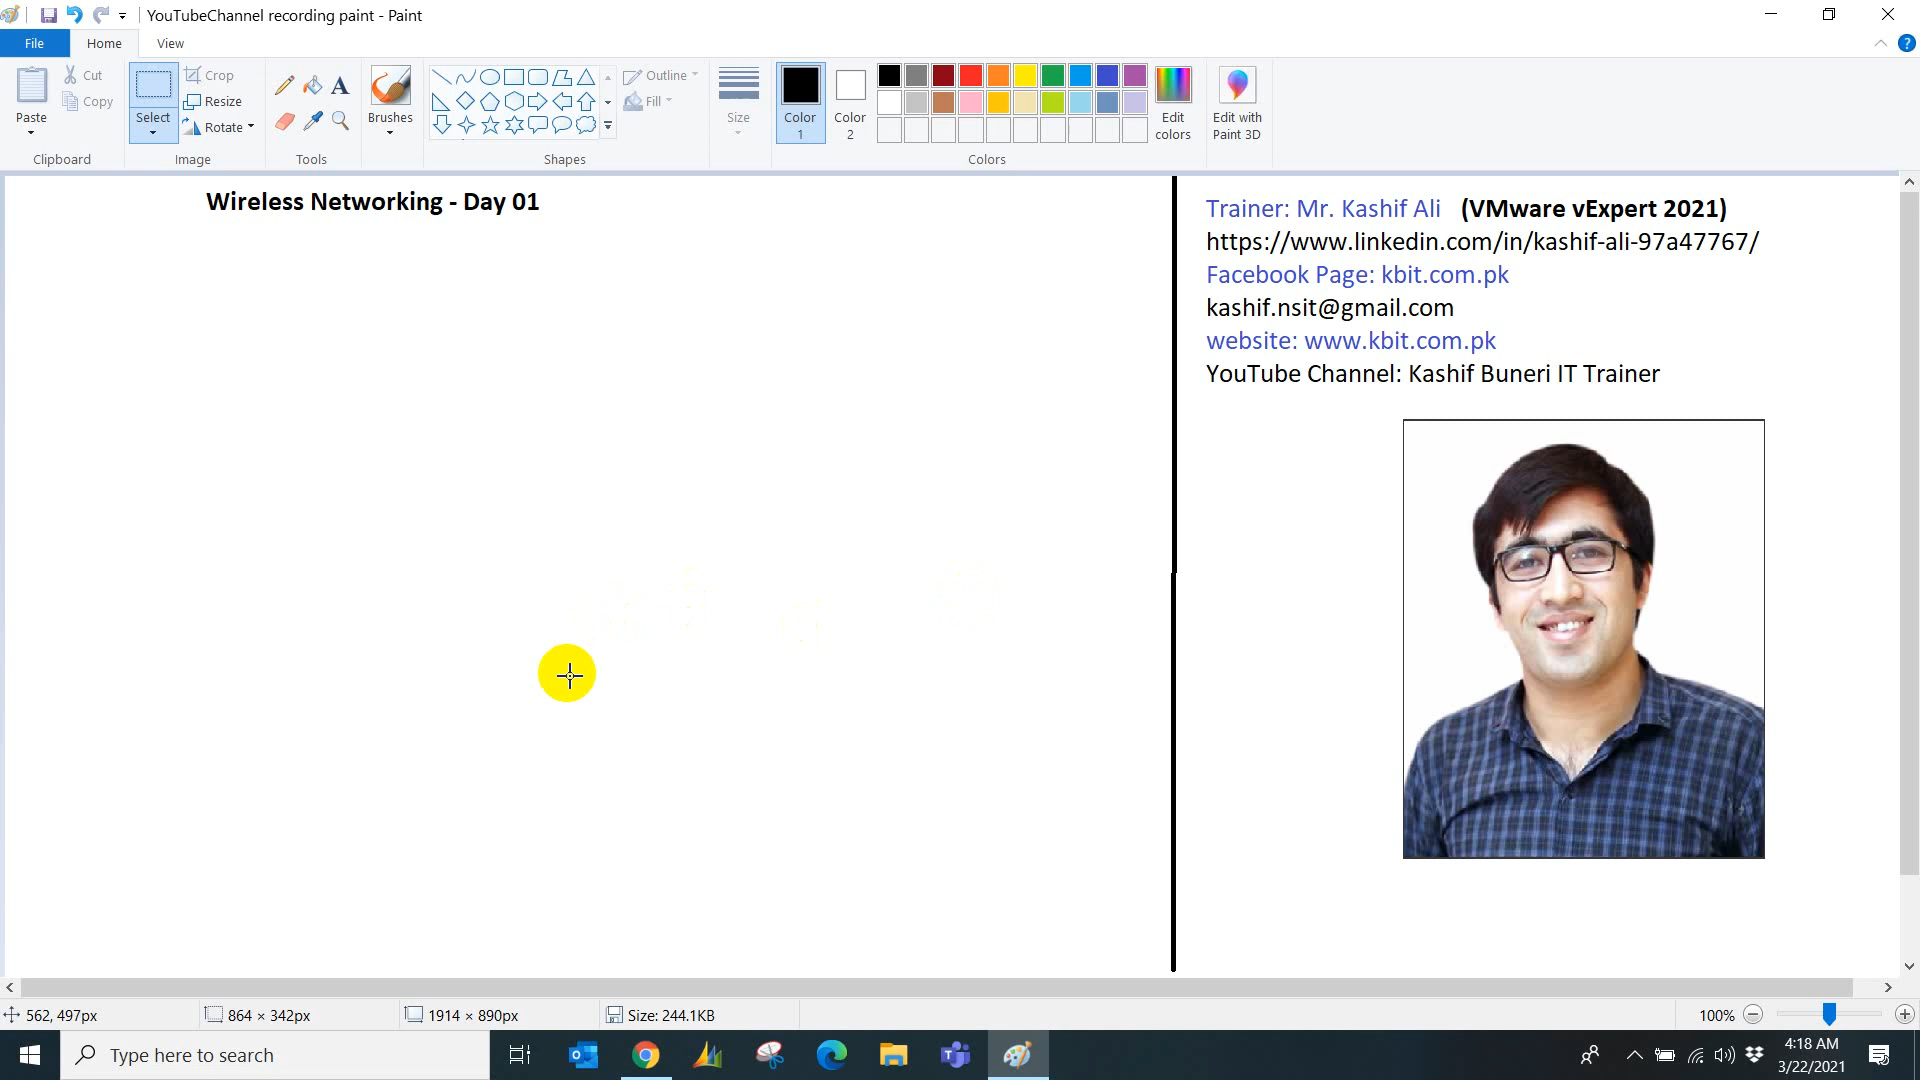 YouTubeChannel recording paint - Paint
File
Home
View
Paste
Cut
Copy
Clipboard
Select
Crop
Resize
Rotate
Image
A
Tools
Brushes
Outline
Fill
Shapes
Size
Color
1
Color
2
Edit
colors
Colors
Edit with
Paint 3D
Wireless Networking - Day 01
Trainer: Mr. Kashif Ali (VMware vExpert 2021)
https://www.linkedin.com/in/kashif-ali-97a47767/
Facebook Page: kbit.com.pk
kashif.nsit@gmail.com
website: www.kbit.com.pk
YouTube Channel: Kashif Buneri IT Trainer
562, 497px
864 × 342px
1914 × 890px
Size: 244.1KB
100%
Type here to search
4:18 AM
3/22/2021